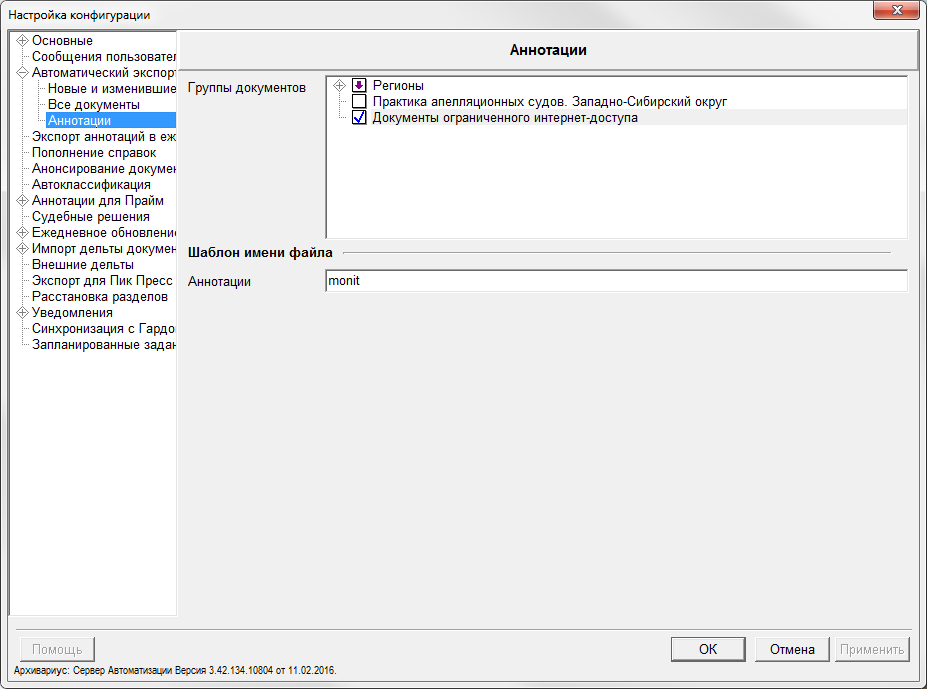 Настройка конфигурации
Основные
Сообщения пользовател
Автоматический экспорт
Новые и изменившие
Все документы
Аннотации
Экспорт аннотаций в еж
Пополнение справок
Анонсирование докумен
Автоклассификация
Аннотации для Прайм
Судебные решения
Ежедневное обновлени
Импорт дельты докумен
Внешние дельты
Экспорт для Пик Пресс
Расстановка разделов
Уведомления
Синхронизация с Гардо
Запланированные задан
Аннотации
Группы документов
Регионы
Практика апелляционных судов. Западно-Сибирский округ
Документы ограниченного интернет-доступа
Шаблон имени файла
Аннотации
monit
Помощь
OK
Отмена
Применить
Архивариус: Сервер Автоматизации Версия 3.42.134.10804 от 11.02.2016.